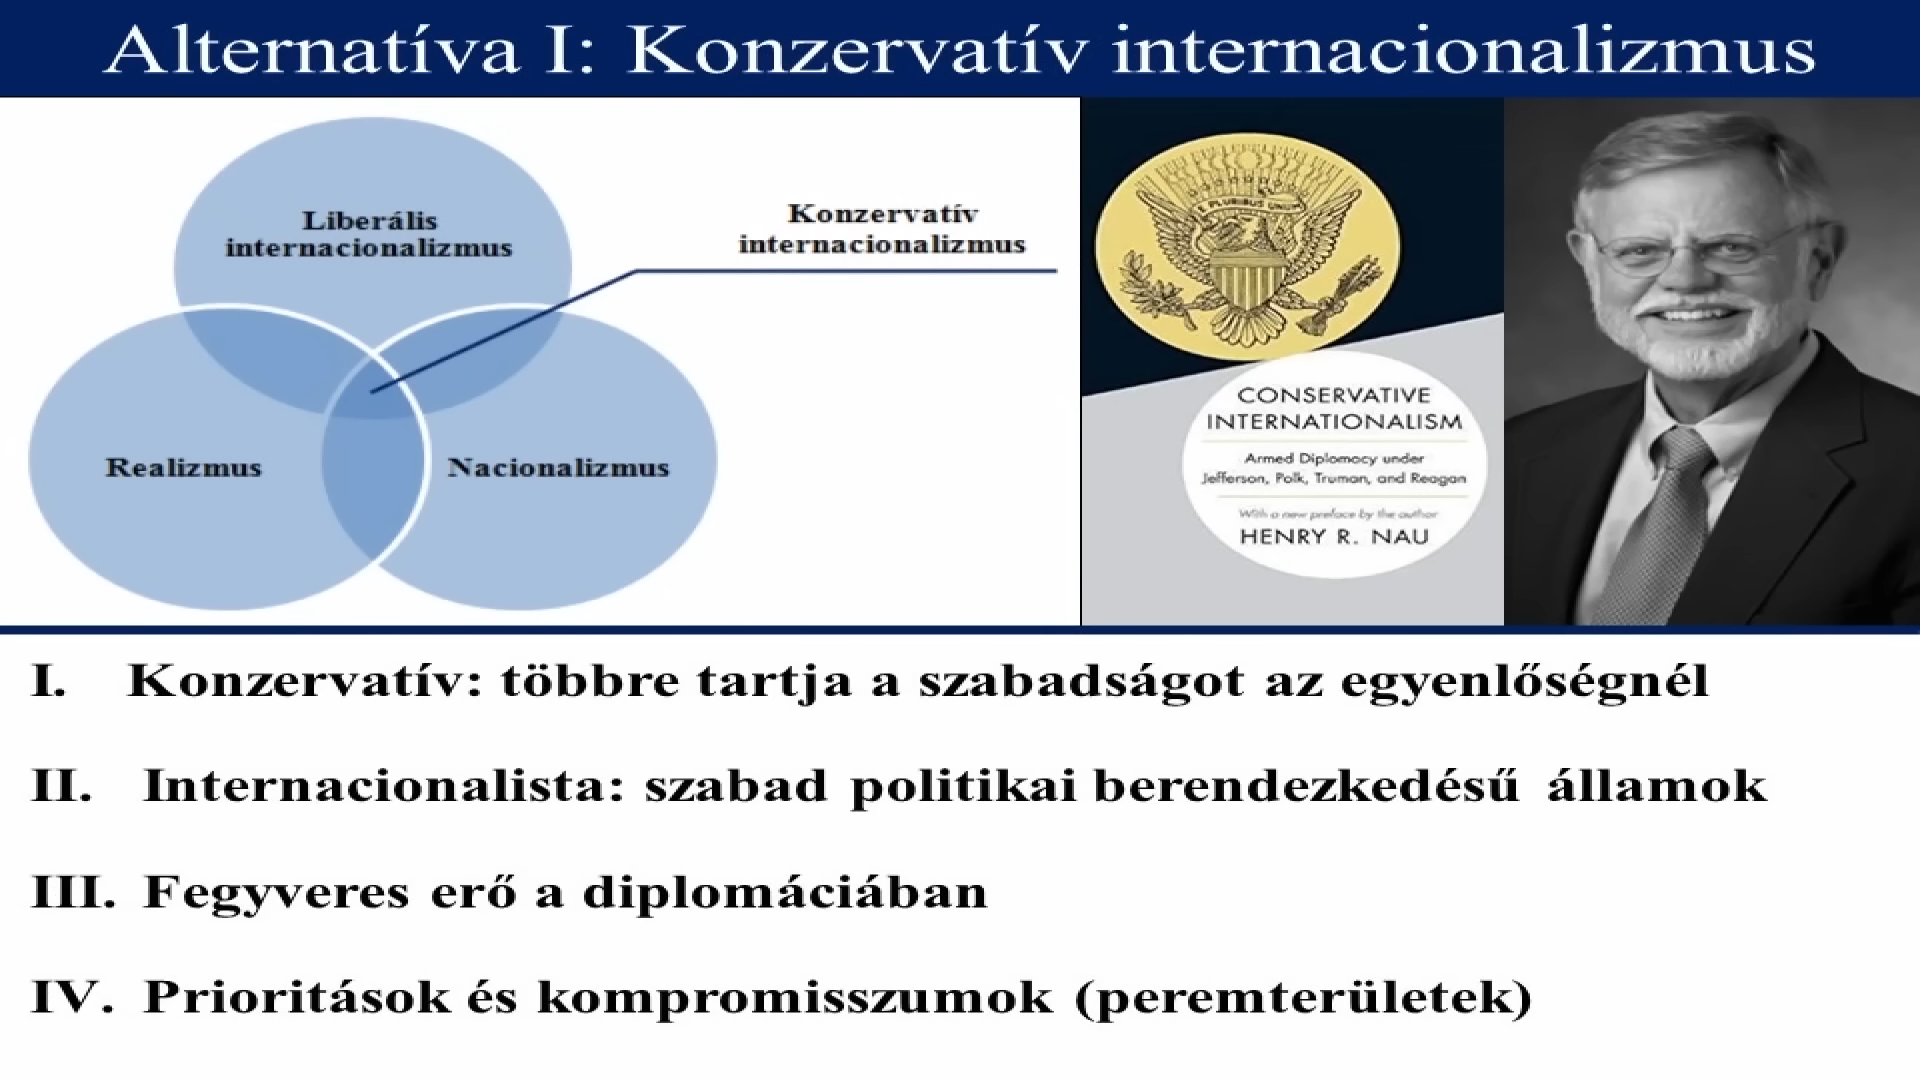 Alternatíva I: Konzervatív internacionalizmus
Liberális
internacionalizmus
Konzervatív
internacionalizmus
Realizmus
Nacionalizmus
E PLURIBUS UNUM
CONSERVATIVE
INTERNATIONALISM
Armed Diplomacy under
Jefferson, Polk, Truman, and Reagan
With a new preface by the author
HENRY R. NAU
I. Konzervatív: többre tartja a szabadságot az egyenlőségnél
II. Internacionalista: szabad politikai berendezkedésű államok
III. Fegyveres erő a diplomáciában
IV. Prioritások és kompromisszumok (peremterületek)